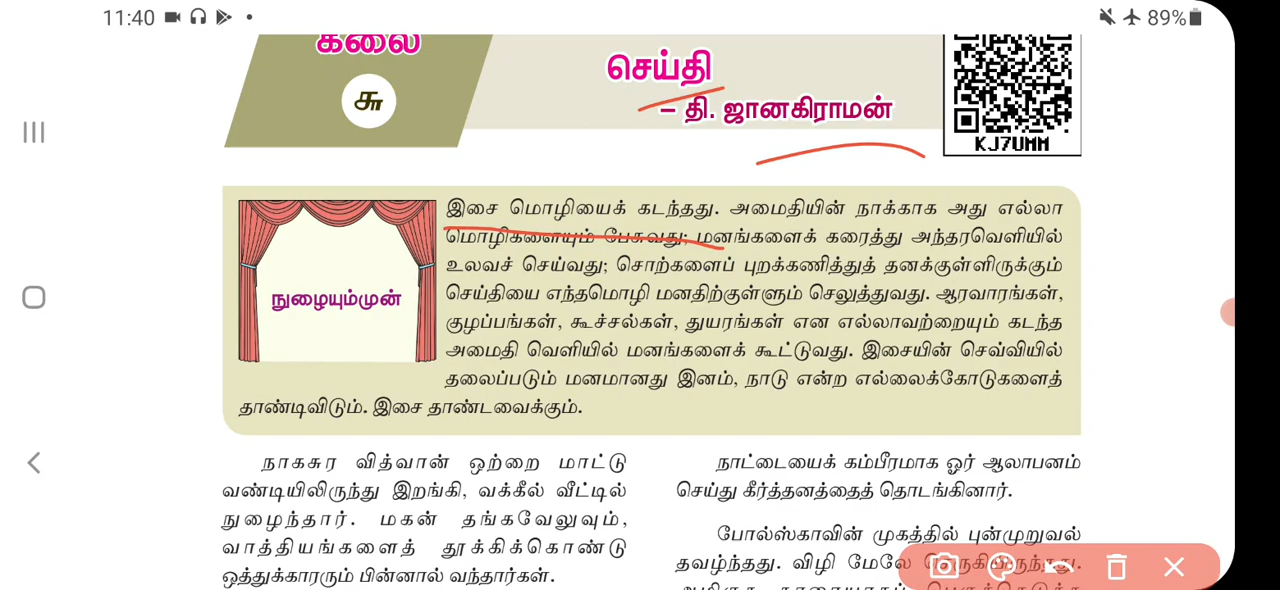 11:40
89%
கலை
சா
செய்தி
– தி. ஜானகிராமன்
KJ7UMM
நுழையும்முன்
இசை மொழியைக் கடந்தது. அமைதியின் நாக்காக அது எல்லா
மொழிகளையும் பேசுவது; மனங்களைக் கரைத்து அந்தரவெளியில்
உலவச் செய்வது; சொற்களைப் புறக்கணித்துத் தனக்குள்ளிருக்கும்
செய்தியை எந்தமொழி மனதிற்குள்ளும் செலுத்துவது. ஆரவாரங்கள்,
குழப்பங்கள், கூச்சல்கள், துயரங்கள் என எல்லாவற்றையும் கடந்த
அமைதி வெளியில் மனங்களைக் கூட்டுவது. இசையின் செவ்வியில்
தலைப்படும் மனமானது இனம், நாடு என்ற எல்லைக்கோடுகளைத்
தாண்டிவிடும். இசை தாண்டவைக்கும்.
நாகசுர வித்வான் ஒற்றை மாட்டு
வண்டியிலிருந்து இறங்கி, வக்கீல் வீட்டில்
நுழைந்தார். மகன் தங்கவேலுவும்,
வாத்தியங்களைத் தூக்கிக்கொண்டு
ஒத்துக்காரரும் பின்னால் வந்தார்கள்.
நாட்டையைக் கம்பீரமாக ஓர் ஆலாபனம்
செய்து கீர்த்தனத்தைத் தொடங்கினார்.
போல்ஸ்காவின் முகத்தில் புன்முறுவல்
தவழ்ந்தது. விழி மேலே செருகியிருந்தது.